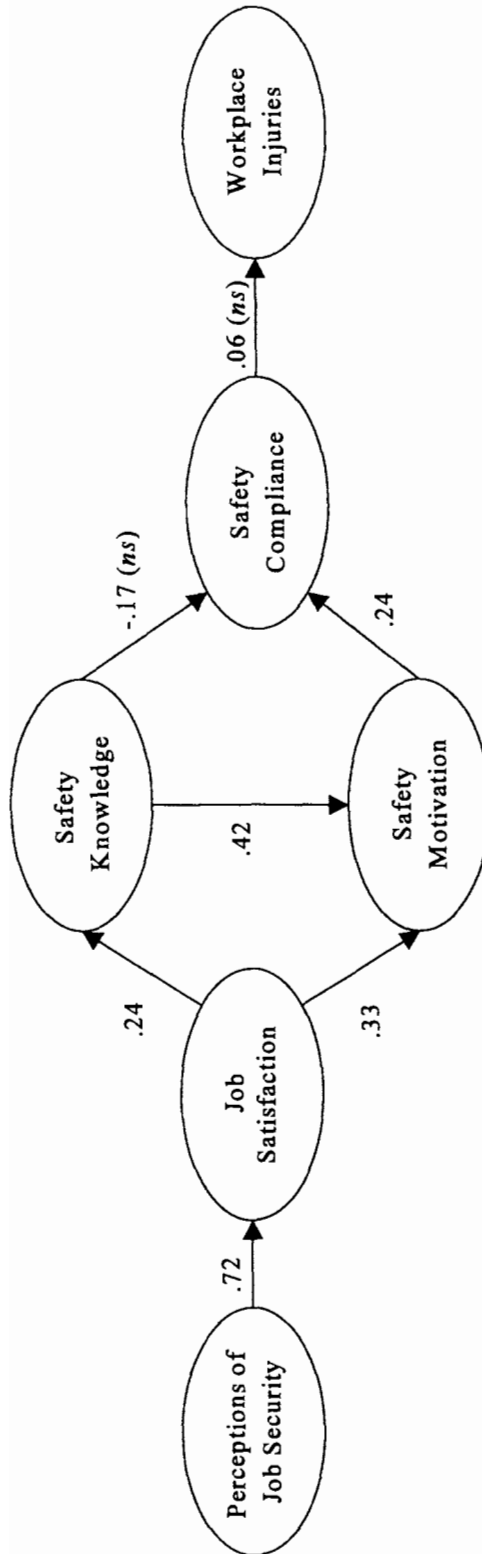 Perceptions of
Job Security
.72
Job
Satisfaction
.24
.33
Safety
Knowledge
.42
Safety
Motivation
-.17 (ns)
.24
Safety
Compliance
.06 (ns)
Workplace
Injuries